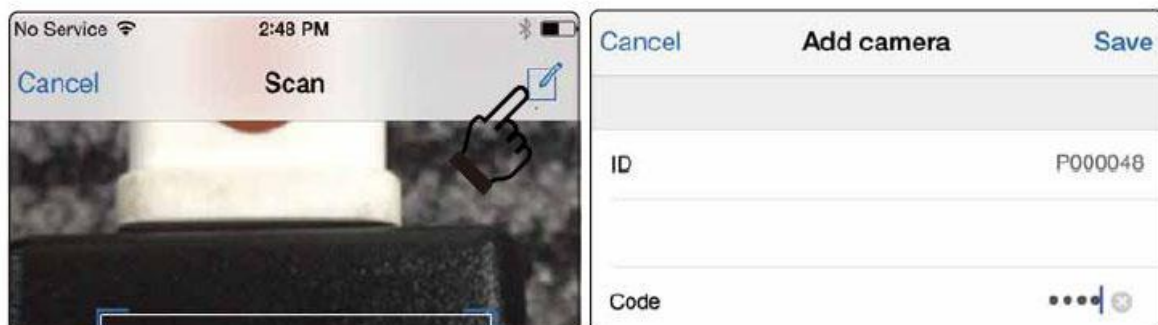 No Service 2:48 PM
Cancel Scan
Cancel Add camera Save
ID P000048
Code ••••